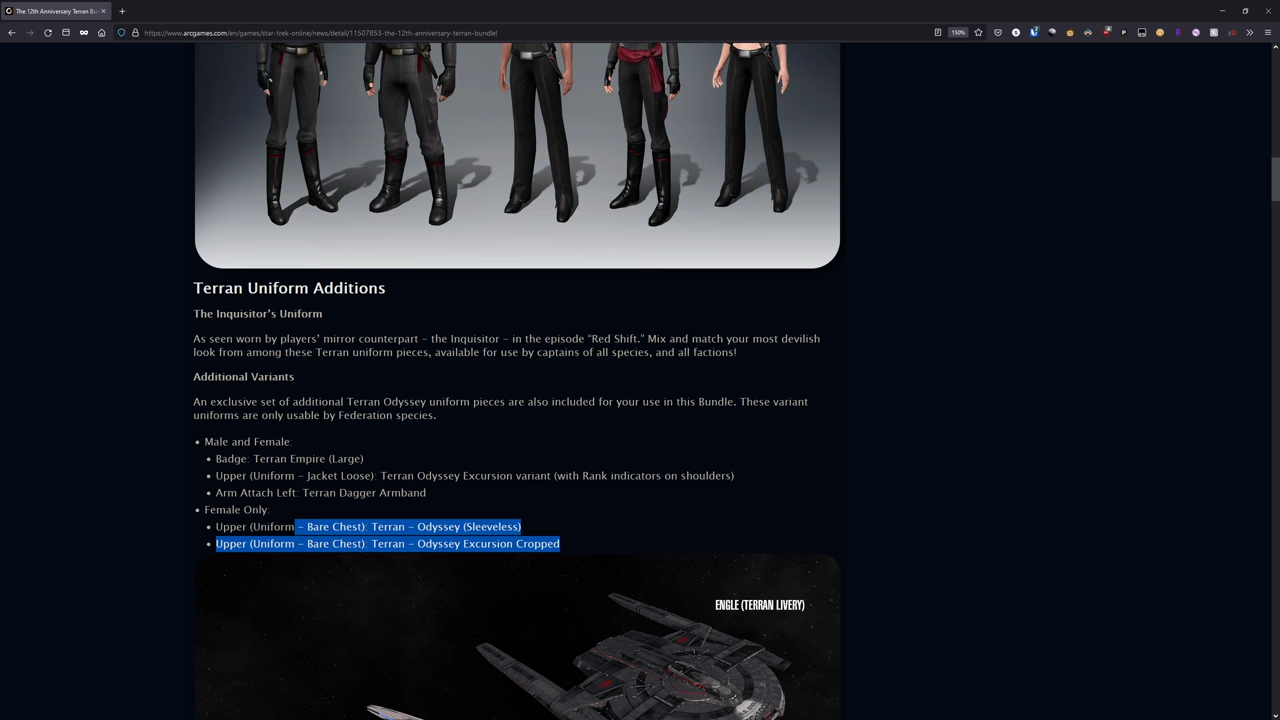 The 12th Anniversary Terran Bun
https://www.arcgames.com/en/games/star-trek-online/news/detail/11507853-the-12th-anniversary-terran-bundle!
150%
Terran Uniform Additions
The Inquisitor's Uniform
As seen worn by players' mirror counterpart – the Inquisitor – in the episode "Red Shift." Mix and match your most devilish
look from among these Terran uniform pieces, available for use by captains of all species, and all factions!
Additional Variants
An exclusive set of additional Terran Odyssey uniform pieces are also included for your use in this Bundle. These variant
uniforms are only usable by Federation species.
• Male and Female:
• Badge: Terran Empire (Large)
• Upper (Uniform – Jacket Loose): Terran Odyssey Excursion variant (with Rank indicators on shoulders)
• Arm Attach Left: Terran Dagger Armband
• Female Only:
• Upper (Uniform – Bare Chest): Terran – Odyssey (Sleeveless)
• Upper (Uniform – Bare Chest): Terran – Odyssey Excursion Cropped
ENGLE (TERRAN LIVERY)